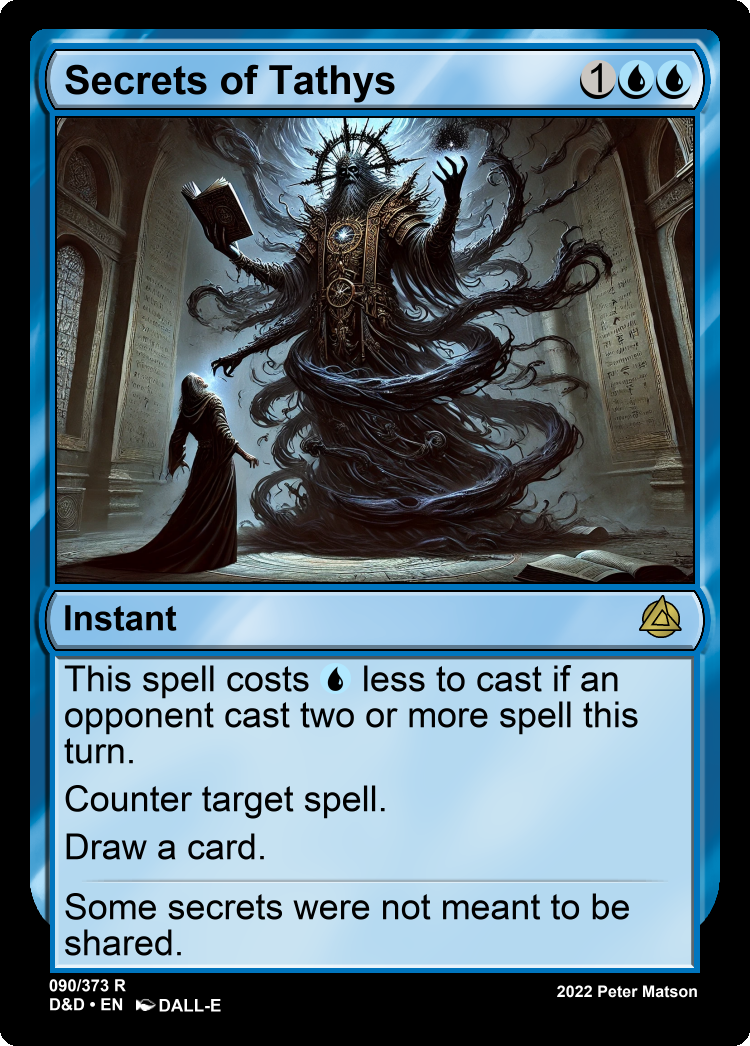 Secrets of Tathys 1
Instant
This spell costs less to cast if an
opponent cast two or more spell this
turn.
Counter target spell.
Draw a card.
Some secrets were not meant to be
shared.
090/373 R
D&D • EN DALL-E
2022 Peter Matson